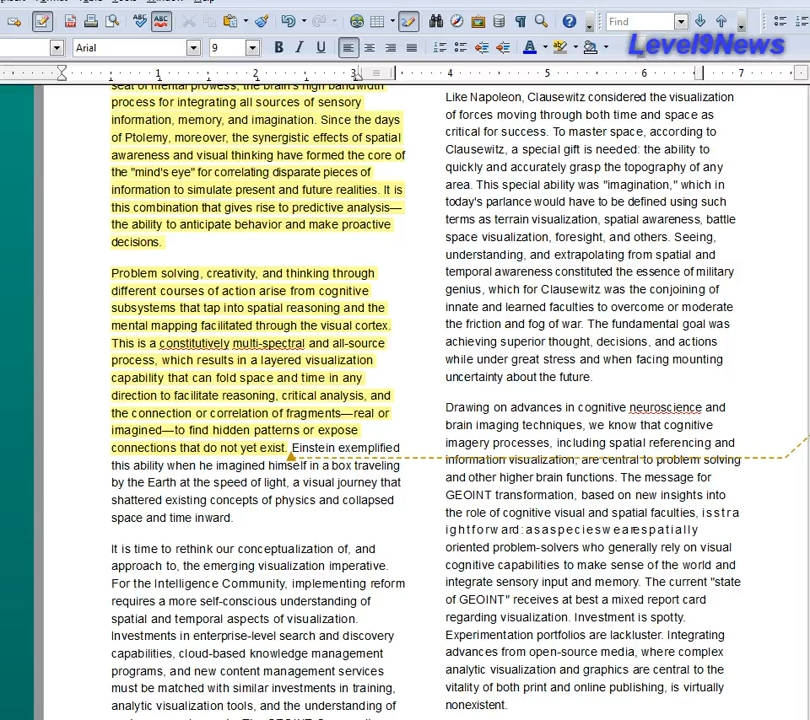 Arial
9
Find
Level9News
1
2
3
4
5
6
7
seat of mental prowess, the brain's high bandwidth
process for integrating all sources of sensory
information, memory, and imagination. Since the days
of Ptolemy, moreover, the synergistic effects of spatial
awareness and visual thinking have formed the core of
the "mind's eye" for correlating disparate pieces of
information to simulate present and future realities. It is
this combination that gives rise to predictive analysis—
the ability to anticipate behavior and make proactive
decisions.
Problem solving, creativity, and thinking through
different courses of action arise from cognitive
subsystems that tap into spatial reasoning and the
mental mapping facilitated through the visual cortex.
This is a constitutively multi-spectral and all-source
process, which results in a layered visualization
capability that can fold space and time in any
direction to facilitate reasoning, critical analysis, and
the connection or correlation of fragments—real or
imagined—to find hidden patterns or expose
connections that do not yet exist. Einstein exemplified
this ability when he imagined himself in a box traveling
by the Earth at the speed of light, a visual journey that
shattered existing concepts of physics and collapsed
space and time inward.
It is time to rethink our conceptualization of, and
approach to, the emerging visualization imperative.
For the Intelligence Community, implementing reform
requires a more self-conscious understanding of
spatial and temporal aspects of visualization.
Investments in enterprise-level search and discovery
capabilities, cloud-based knowledge management
programs, and new content management services
must be matched with similar investments in training,
analytic visualization tools, and the understanding of
Like Napoleon, Clausewitz considered the visualization
of forces moving through both time and space as
critical for success. To master space, according to
Clausewitz, a special gift is needed: the ability to
quickly and accurately grasp the topography of any
area. This special ability was "imagination," which in
today's parlance would have to be defined using such
terms as terrain visualization, spatial awareness, battle
space visualization, foresight, and others. Seeing,
understanding, and extrapolating from spatial and
temporal awareness constituted the essence of military
genius, which for Clausewitz was the conjoining of
innate and learned faculties to overcome or moderate
the friction and fog of war. The fundamental goal was
achieving superior thought, decisions, and actions
while under great stress and when facing mounting
uncertainty about the future.
Drawing on advances in cognitive neuroscience and
brain imaging techniques, we know that cognitive
imagery processes, including spatial referencing and
information visualization, are central to problem solving
and other higher brain functions. The message for
GEOINT transformation, based on new insights into
the role of cognitive visual and spatial faculties, i s s t r a
i g h t f o r w a r d : a s a s p e c i e s w e a r e s p a t i a l l y
oriented problem-solvers who generally rely on visual
cognitive capabilities to make sense of the world and
integrate sensory input and memory. The current "state
of GEOINT" receives at best a mixed report card
regarding visualization. Investment is spotty.
Experimentation portfolios are lackluster. Integrating
advances from open-source media, where complex
analytic visualization and graphics are central to the
vitality of both print and online publishing, is virtually
nonexistent.